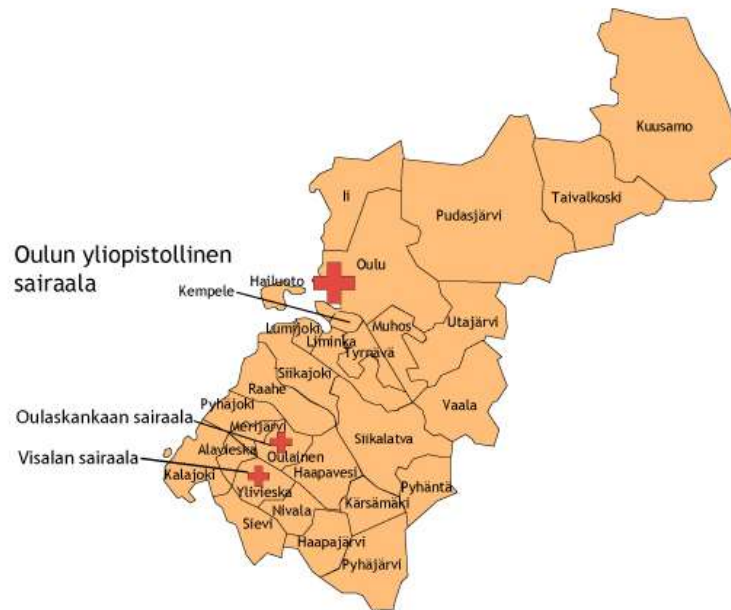 Kuusamo
Ii
Pudasjärvi
Taivalkoski
Oulun yliopistollinen
sairaala
Oulu
Hailuoto
Kempele
Muhos
Utajärvi
Lumijoki
Liminka
Tyrnävä
Siikajoki
Raahe
Vaala
Pyhäjoki
Oulaskankaan sairaala
Merijärvi
Siikalatva
Alavieska
Oulainen
Visalan sairaala
Kalajoki
Haapavesi
Pyhäntä
Ylivieska
Kärsämäki
Nivala
Sievi
Haapajärvi
Pyhäjärvi